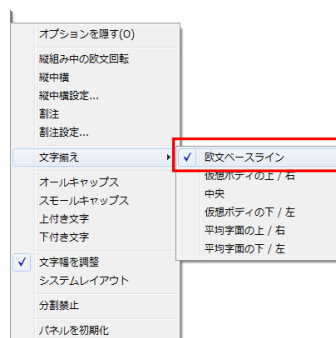 オプションを隠す(O)
縦組み中の欧文回転
縦中横
縦中横設定...
割注
割注設定...
文字揃え
オールキャップス
スモールキャップス
上付き文字
下付き文字
文字幅を調整
システムレイアウト
分割禁止
パネルを初期化
欧文ベースライン
仮想ボディの上 / 右
中央
仮想ボディの下 / 左
平均字面の上 / 右
平均字面の下 / 左